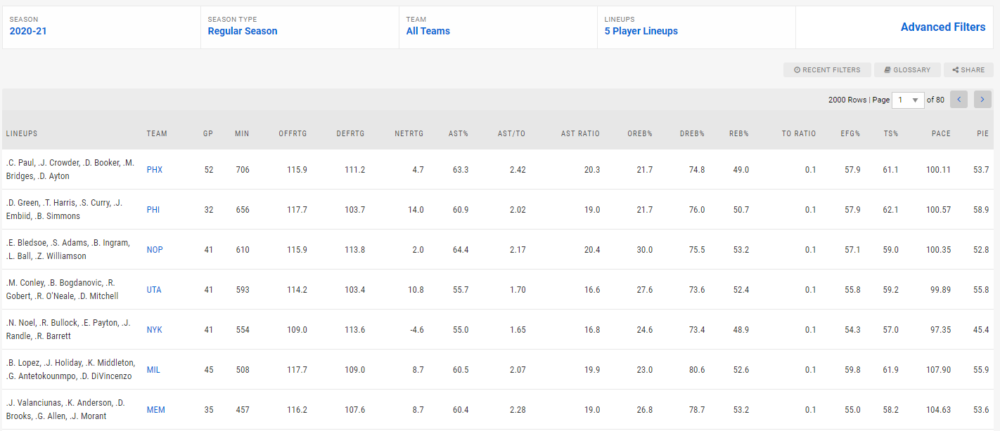 SEASON SEASON TYPE TEAM LINEUPS
2020-21 Regular Season All Teams 5 Player Lineups Advanced Filters
RECENT FILTERS GLOSSARY SHARE
2000 Rows | Page 1 of 80
LINEUPS TEAM GP MIN OFFRTG DEFRTG NETRTG AST% AST/TO AST RATIO OREB% DREB% REB% TO RATIO EFG% TS% PACE PIE
.C. Paul, .J. Crowder, .D. Booker, .M.
Bridges, .D. Ayton
PHX 52 706 115.9 111.2 4.7 63.3 2.42 20.3 21.7 74.8 49.0 0.1 57.9 61.1 100.11 53.7
.D. Green, .T. Harris, .S. Curry, .J.
Embiid, .B. Simmons
PHI 32 656 117.7 103.7 14.0 60.9 2.02 19.0 21.7 76.0 50.7 0.1 57.9 62.1 100.57 58.9
.E. Bledsoe, .S. Adams, .B. Ingram,
.L. Ball, .Z. Williamson
NOP 41 610 115.9 113.8 2.0 64.4 2.17 20.4 30.0 75.5 53.2 0.1 57.1 59.0 100.35 52.8
.M. Conley, .B. Bogdanovic, .R.
Gobert, .R. O'Neale, .D. Mitchell
UTA 41 593 114.2 103.4 10.8 55.7 1.70 16.6 27.6 73.6 52.4 0.1 55.8 59.2 99.89 55.8
.N. Noel, .R. Bullock, .E. Payton, .J.
Randle, .R. Barrett
NYK 41 554 109.0 113.6 -4.6 55.0 1.65 16.8 24.6 73.4 48.9 0.1 54.3 57.0 97.35 45.4
.B. Lopez, .J. Holiday, .K. Middleton,
.G. Antetokounmpo, .D. DiVincenzo
MIL 45 508 117.7 109.0 8.7 60.5 2.07 19.9 23.0 80.6 52.6 0.1 59.8 61.9 107.90 55.9
.J. Valanciunas, .K. Anderson, .D.
Brooks, .G. Allen, .J. Morant
MEM 35 457 116.2 107.6 8.7 60.4 2.28 19.0 26.8 78.7 53.2 0.1 55.0 58.2 104.63 53.6